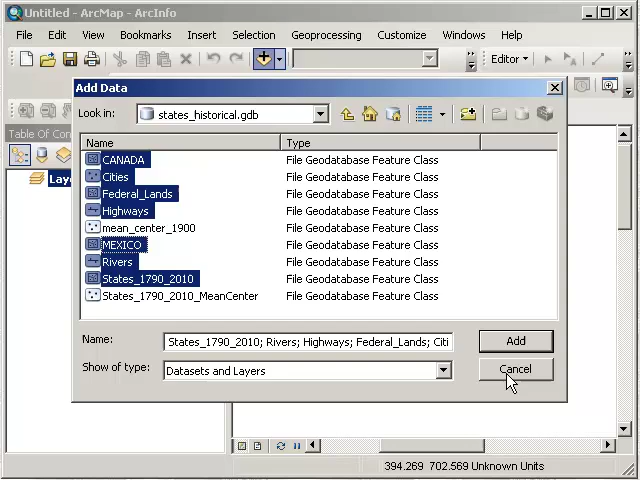 Untitled - ArcMap - ArcInfo
File Edit View Bookmarks Insert Selection Geoprocessing Customize Windows Help
Editor
Add Data
Look in: states_historical.gdb
Table Of Con
Name Type
CANADA File Geodatabase Feature Class
Cities File Geodatabase Feature Class
Federal_Lands File Geodatabase Feature Class
Highways File Geodatabase Feature Class
mean_center_1900 File Geodatabase Feature Class
MEXICO File Geodatabase Feature Class
Rivers File Geodatabase Feature Class
States_1790_2010 File Geodatabase Feature Class
States_1790_2010_MeanCenter File Geodatabase Feature Class
Laye
Name: States_1790_2010; Rivers; Highways; Federal_Lands; Citi Add
Show of type: Datasets and Layers Cancel
394.269 702.569 Unknown Units